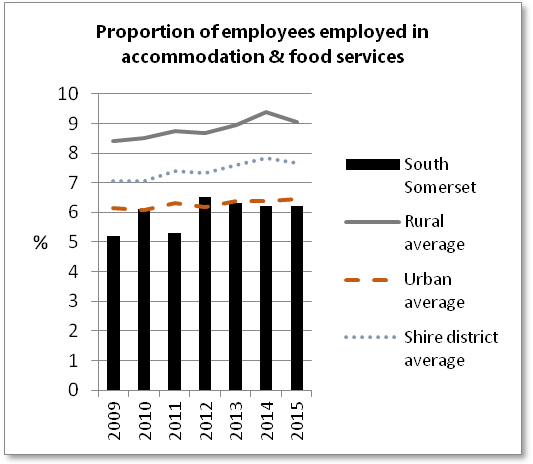 Proportion of employees employed in
accommodation & food services
10
9
8
7
6
5
4
3
2
1
0
%
2009
2010
2011
2012
2013
2014
2015
South
Somerset
Rural
average
Urban
average
Shire district
average